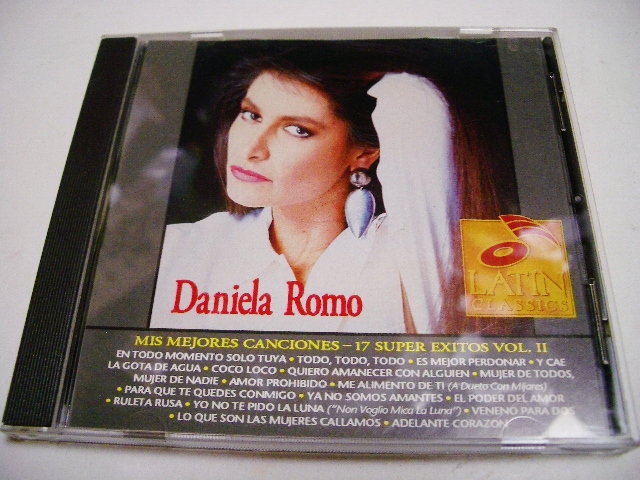 LATIN
CLASSICS
Daniela Romo
MIS MEJORES CANCIONES – 17 SUPER EXITOS VOL. II
EN TODO MOMENTO SOLO TUYA • TODO, TODO, TODO • ES MEJOR PERDONAR • Y CAE
LA GOTA DE AGUA • COCO LOCO • QUIERO AMANECER CON ALGUIEN • MUJER DE TODOS,
MUJER DE NADIE • AMOR PROHIBIDO • ME ALIMENTO DE TI (A Dueto Con Mijares)
• PARA QUE TE QUEDES CONMIGO • YA NO SOMOS AMANTES • EL PODER DEL AMOR
• RULETA RUSA • YO NO TE PIDO LA LUNA ("Non Voglio Mica La Luna") • VENENO PARA DOS
• LO QUE SON LAS MUJERES CALLAMOS • ADELANTE CORAZON